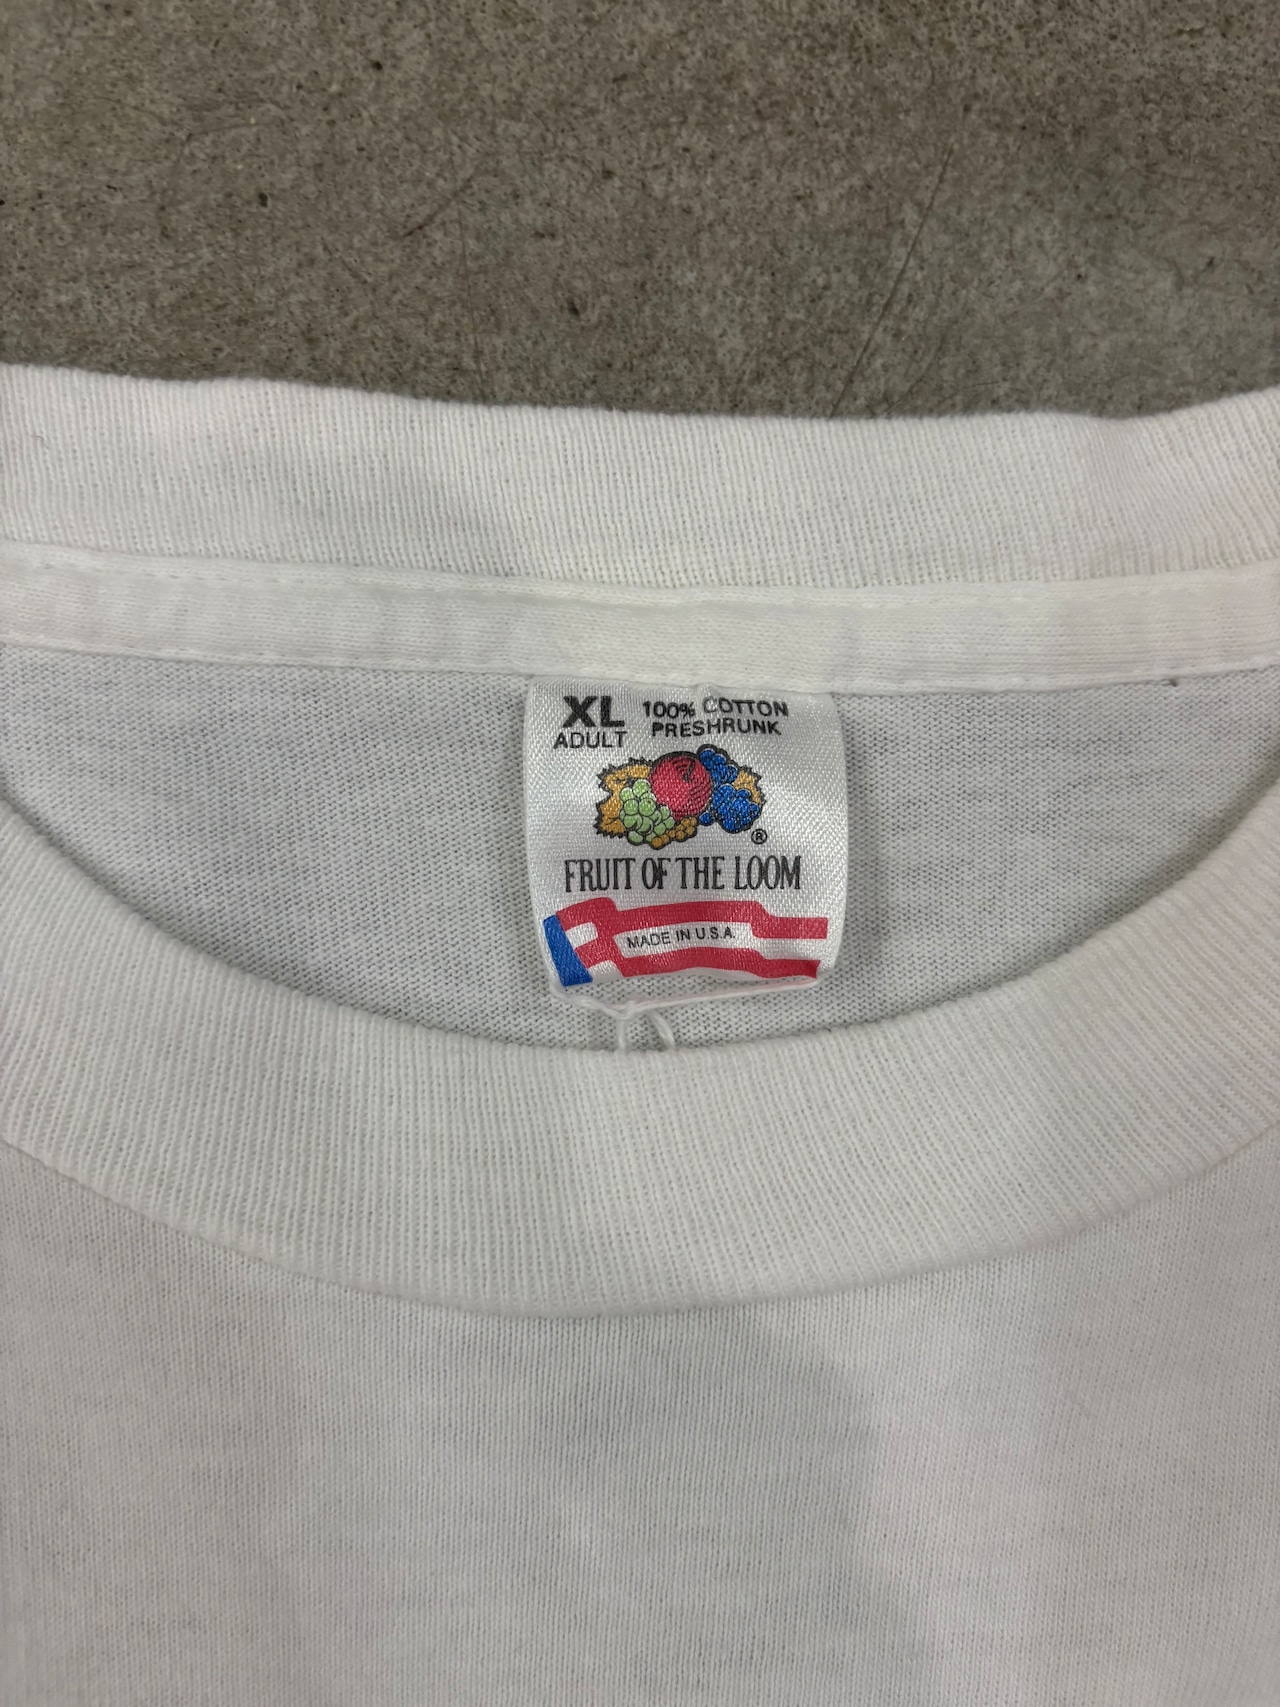 XL 100% COTTON
ADULT PRESHRUNK
®
FRUIT OF THE LOOM
MADE IN U.S.A.